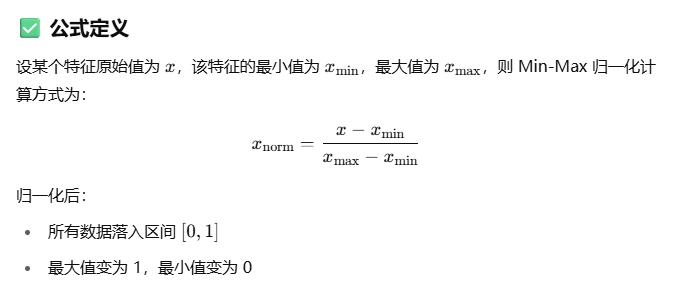 ✅ 公式定义
设某个特征原始值为 x，该特征的最小值为 x_min，最大值为 x_max，则 Min-Max 归一化计
算方式为：
x_norm = (x − x_min) / (x_max − x_min)
归一化后：
• 所有数据落入区间 [0, 1]
• 最大值变为 1，最小值变为 0